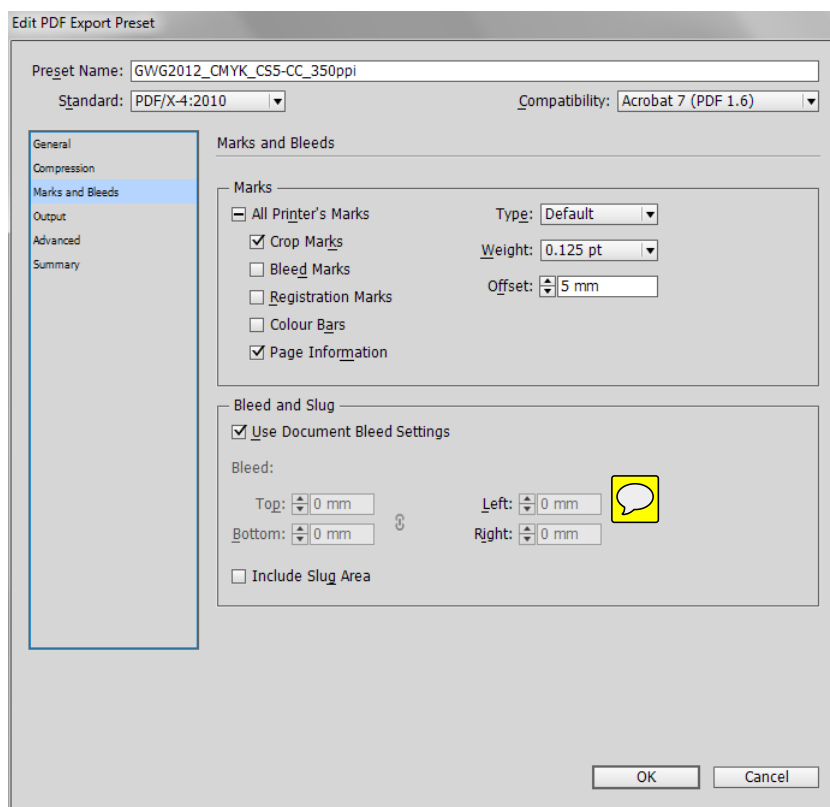 Edit PDF Export Preset
Preset Name: GWG2012_CMYK_CS5-CC_350ppi
Standard: PDF/X-4:2010 Compatibility: Acrobat 7 (PDF 1.6)
General
Compression
Marks and Bleeds
Output
Advanced
Summary
Marks and Bleeds
Marks
All Printer's Marks
Crop Marks
Bleed Marks
Registration Marks
Colour Bars
Page Information
Type: Default
Weight: 0.125 pt
Offset: 5 mm
Bleed and Slug
Use Document Bleed Settings
Bleed:
Top: 0 mm Left: 0 mm
Bottom: 0 mm Right: 0 mm
Include Slug Area
OK Cancel